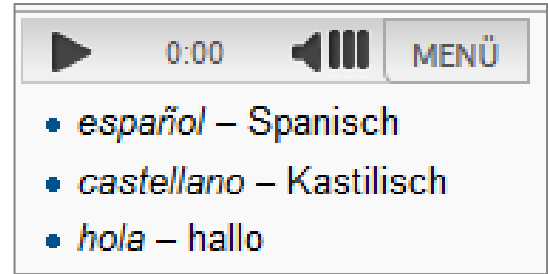 0:00 MENÜ
• español – Spanisch
• castellano – Kastilisch
• hola – hallo